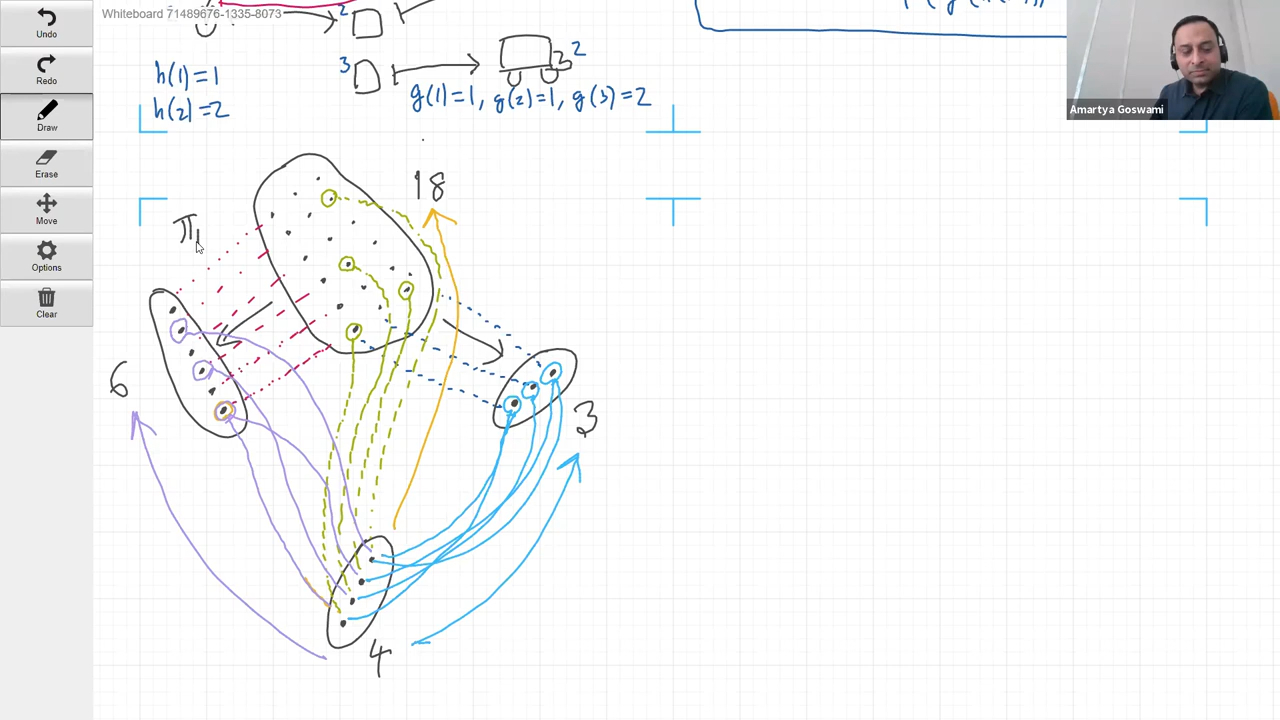 Whiteboard 71489676-1335-8073
Undo
Redo
Draw
Erase
Move
Options
Clear
Amartya Goswami
2
3
2
h(1)=1
h(2)=2
g(1)=1, g(2)=1, g(3)=2
18
π₁
6
3
4